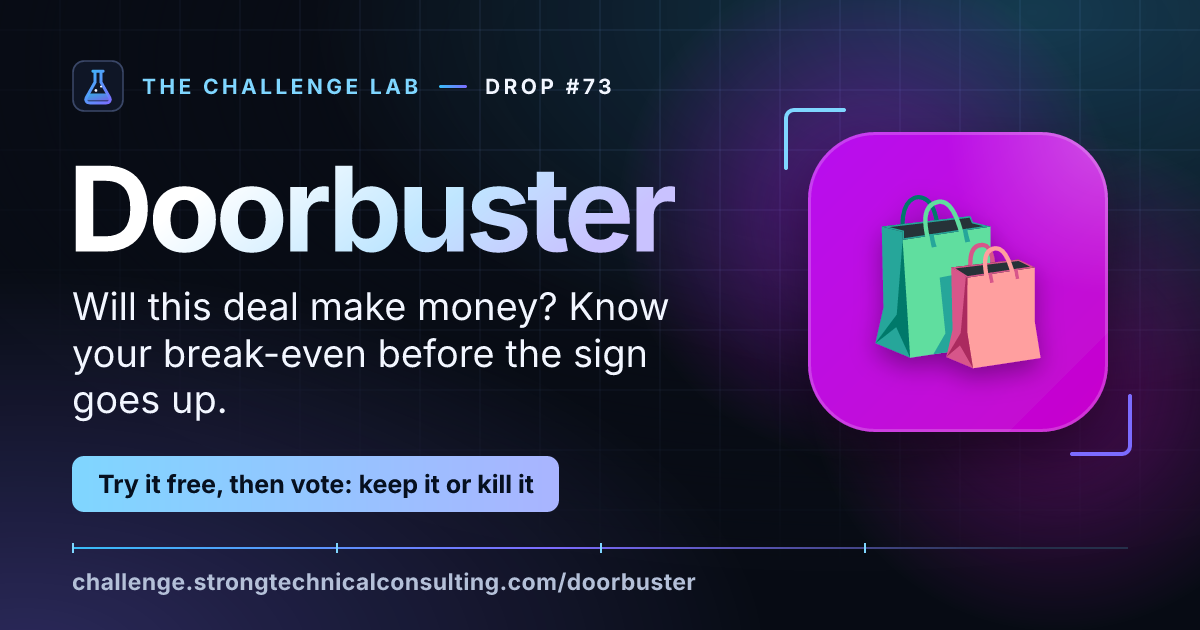 THE CHALLENGE LAB — DROP #73
Doorbuster
Will this deal make money? Know
your break-even before the sign
goes up.
Try it free, then vote: keep it or kill it
challenge.strongtechnicalconsulting.com/doorbuster